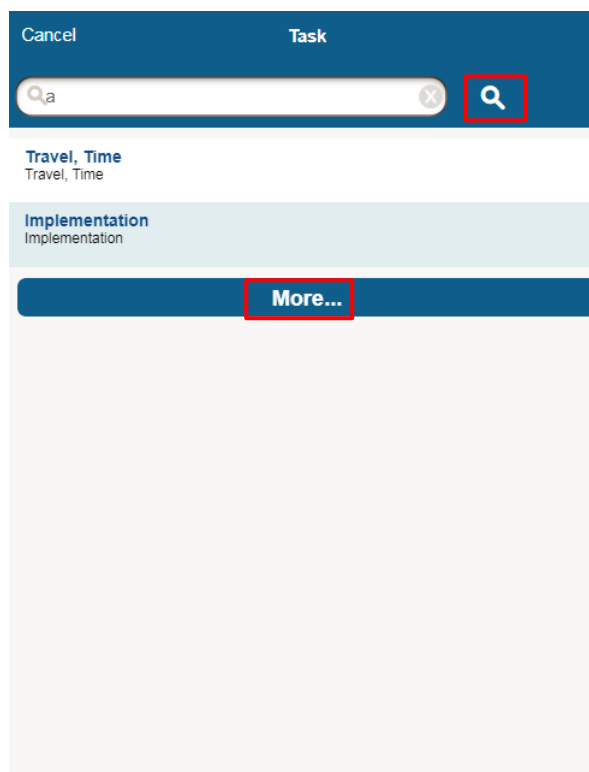 Cancel
Task
a
Travel, Time
Travel, Time
Implementation
Implementation
More...